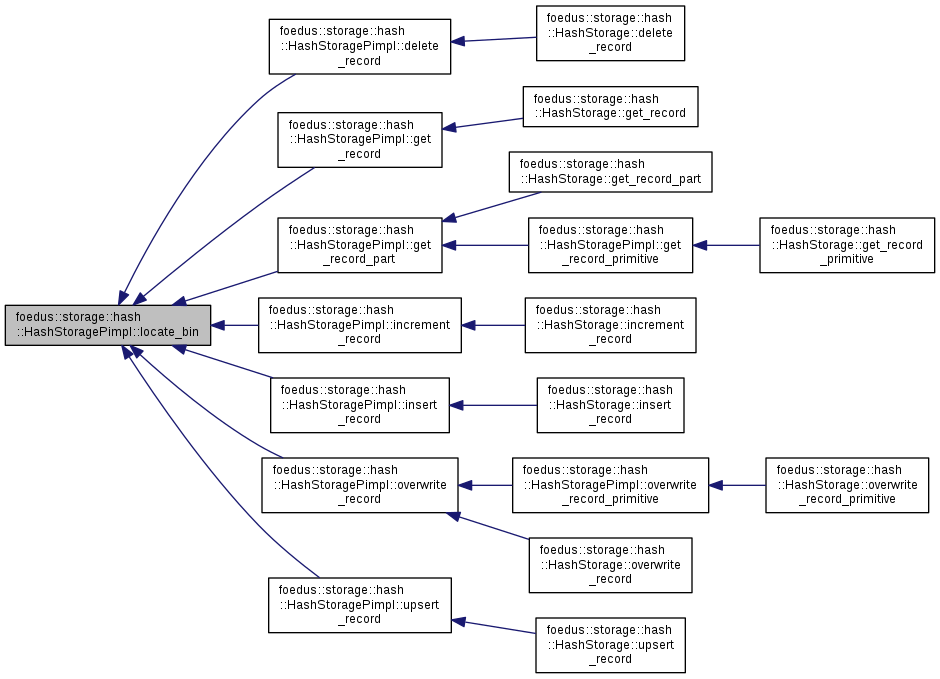 foedus::storage::hash
::HashStoragePimpl::locate_bin
foedus::storage::hash
::HashStoragePimpl::delete
_record
foedus::storage::hash
::HashStorage::delete
_record
foedus::storage::hash
::HashStoragePimpl::get
_record
foedus::storage::hash
::HashStorage::get_record
foedus::storage::hash
::HashStoragePimpl::get
_record_part
foedus::storage::hash
::HashStorage::get_record_part
foedus::storage::hash
::HashStoragePimpl::get
_record_primitive
foedus::storage::hash
::HashStorage::get_record
_primitive
foedus::storage::hash
::HashStoragePimpl::increment
_record
foedus::storage::hash
::HashStorage::increment
_record
foedus::storage::hash
::HashStoragePimpl::insert
_record
foedus::storage::hash
::HashStorage::insert
_record
foedus::storage::hash
::HashStoragePimpl::overwrite
_record
foedus::storage::hash
::HashStoragePimpl::overwrite
_record_primitive
foedus::storage::hash
::HashStorage::overwrite
_record_primitive
foedus::storage::hash
::HashStorage::overwrite
_record
foedus::storage::hash
::HashStoragePimpl::upsert
_record
foedus::storage::hash
::HashStorage::upsert
_record